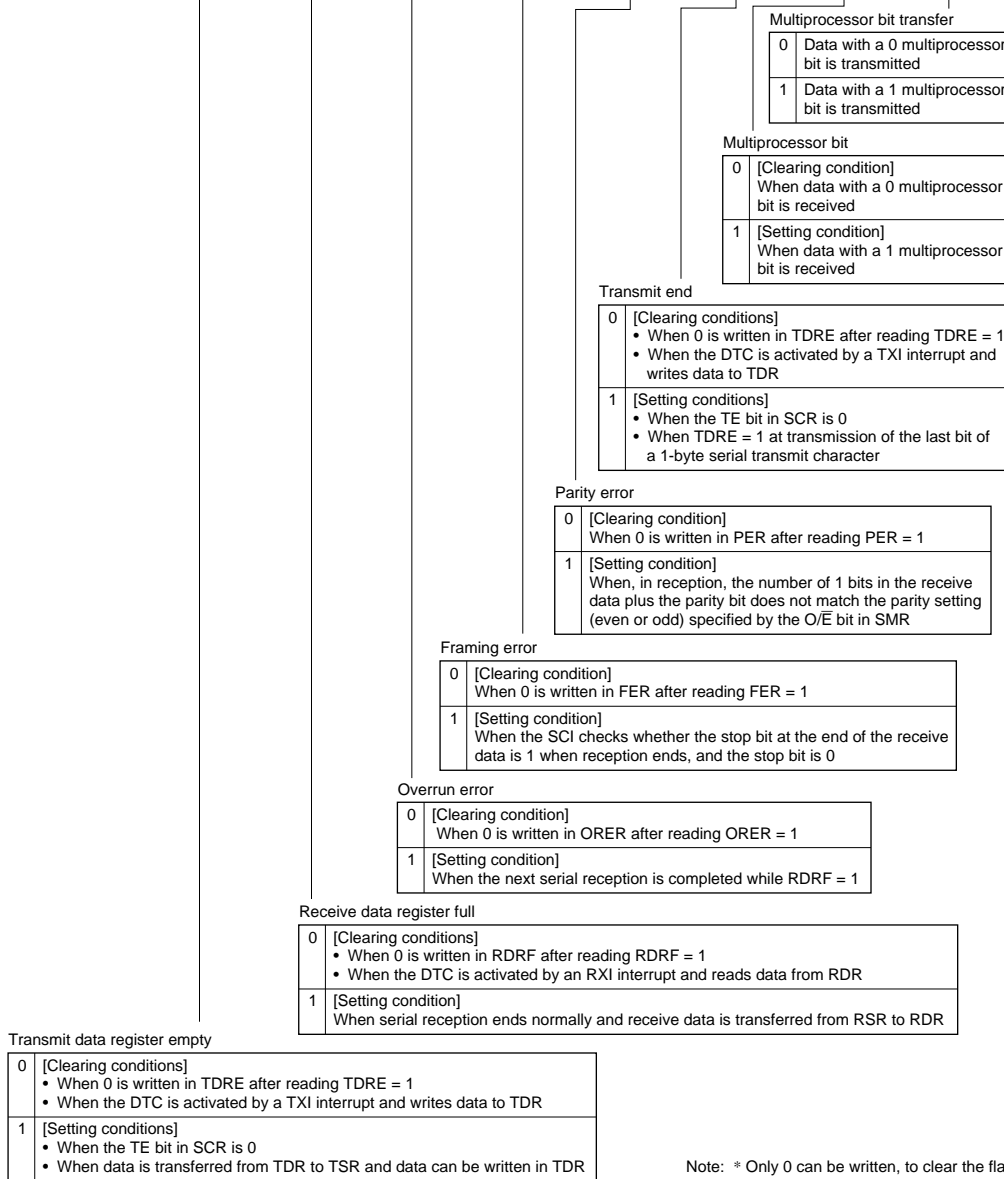 Multiprocessor bit transfer
0 Data with a 0 multiprocessor
bit is transmitted
1 Data with a 1 multiprocessor
bit is transmitted
Multiprocessor bit
0 [Clearing condition]
When data with a 0 multiprocessor
bit is received
1 [Setting condition]
When data with a 1 multiprocessor
bit is received
Transmit end
0 [Clearing conditions]
• When 0 is written in TDRE after reading TDRE = 1
• When the DTC is activated by a TXI interrupt and
writes data to TDR
1 [Setting conditions]
• When the TE bit in SCR is 0
• When TDRE = 1 at transmission of the last bit of
a 1-byte serial transmit character
Parity error
0 [Clearing condition]
When 0 is written in PER after reading PER = 1
1 [Setting condition]
When, in reception, the number of 1 bits in the receive
data plus the parity bit does not match the parity setting
(even or odd) specified by the O/E̅ bit in SMR
Framing error
0 [Clearing condition]
When 0 is written in FER after reading FER = 1
1 [Setting condition]
When the SCI checks whether the stop bit at the end of the receive
data is 1 when reception ends, and the stop bit is 0
Overrun error
0 [Clearing condition]
When 0 is written in ORER after reading ORER = 1
1 [Setting condition]
When the next serial reception is completed while RDRF = 1
Receive data register full
0 [Clearing conditions]
• When 0 is written in RDRF after reading RDRF = 1
• When the DTC is activated by an RXI interrupt and reads data from RDR
1 [Setting condition]
When serial reception ends normally and receive data is transferred from RSR to RDR
Transmit data register empty
0 [Clearing conditions]
• When 0 is written in TDRE after reading TDRE = 1
• When the DTC is activated by a TXI interrupt and writes data to TDR
1 [Setting conditions]
• When the TE bit in SCR is 0
• When data is transferred from TDR to TSR and data can be written in TDR
Note: * Only 0 can be written, to clear the